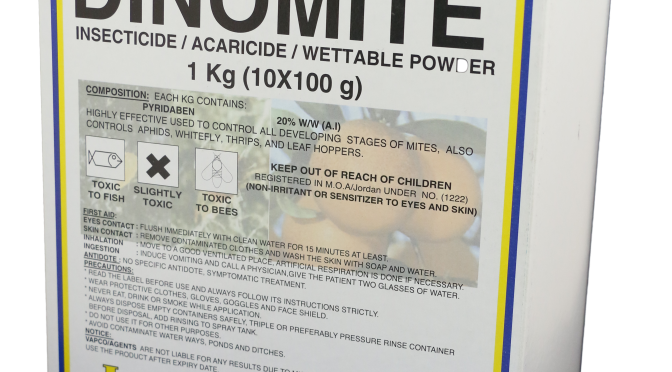 DINOMITE
INSECTICIDE / ACARICIDE / WETTABLE POWDER
1 Kg (10X100 g)
COMPOSITION: EACH KG CONTAINS:
PYRIDABEN 20% W/W (A.I)
HIGHLY EFFECTIVE USED TO CONTROL ALL DEVELOPING STAGES OF MITES, ALSO
CONTROLS APHIDS, WHITEFLY, THRIPS, AND LEAF HOPPERS.
TOXIC
TO FISH
SLIGHTLY
TOXIC
TOXIC
TO BEES
KEEP OUT OF REACH OF CHILDREN
REGISTERED IN M.O.A/Jordan UNDER NO. (1222)
(NON-IRRITANT OR SENSITIZER TO EYES AND SKIN)
FIRST AID:
EYES CONTACT : FLUSH IMMEDIATELY WITH CLEAN WATER FOR 15 MINUTES AT LEAST.
SKIN CONTACT : REMOVE CONTAMINATED CLOTHES AND WASH THE SKIN WITH SOAP AND WATER.
INHALATION : MOVE TO A GOOD VENTILATED PLACE, ARTIFICIAL RESPIRATION IS DONE IF NECESSARY.
INGESTION : INDUCE VOMITING AND CALL A PHYSICIAN,GIVE THE PATIENT TWO GLASSES OF WATER.
ANTIDOTE : NO SPECIFIC ANTIDOTE, SYMPTOMATIC TREATMENT.
PRECAUTIONS:
* READ THE LABEL BEFORE USE AND ALWAYS FOLLOW ITS INSTRUCTIONS STRICTLY.
* WEAR PROTECTIVE CLOTHES, GLOVES, GOGGLES AND FACE SHIELD.
* NEVER EAT, DRINK OR SMOKE WHILE APPLICATION.
* ALWAYS DISPOSE EMPTY CONTAINERS SAFELY, TRIPLE OR PREFERABLY PRESSURE RINSE CONTAINER
BEFORE DISPOSAL, ADD RINSING TO SPRAY TANK.
* DO NOT USE IT FOR OTHER PURPOSES.
* AVOID CONTAMINATE WATER WAYS, PONDS AND DITCHES.
NOTICE:
VAPCO/AGENTS ARE NOT LIABLE FOR ANY RESULTS DUE TO
USE THE PRODUCT AFTER EXPIRY DATE.